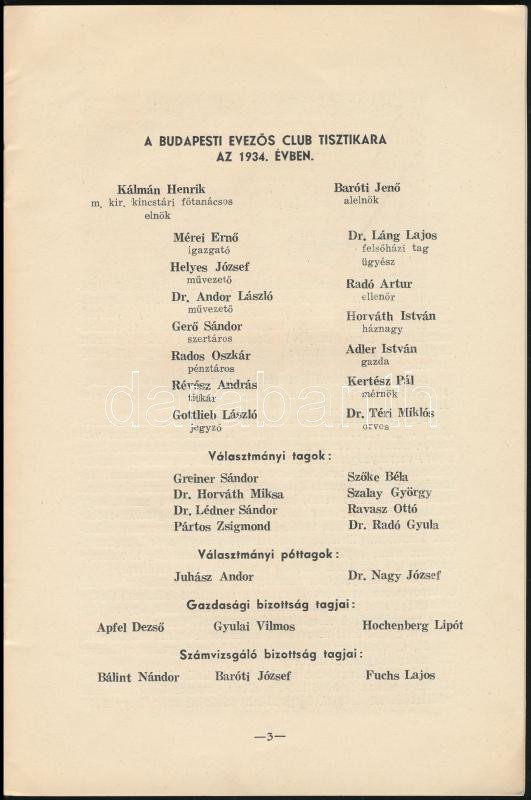 A BUDAPESTI EVEZŐS CLUB TISZTIKARA
AZ 1934. ÉVBEN.
Kálmán Henrik
m. kir. kincstári főtanácsos
elnök
Baróti Jenő
alelnök
Mérei Ernő
igazgató
Dr. Láng Lajos
felsőházi tag
ügyész
Helyes József
művezető
Radó Artur
ellenőr
Dr. Andor László
művezető
Horváth István
háznagy
Gerő Sándor
szertáros
Adler István
gazda
Rados Oszkár
pénztáros
Kertész Pál
mérnök
Révész András
titkár
Dr. Téri Miklós
orvos
Gottlieb László
jegyző
Választmányi tagok:
Greiner Sándor Szőke Béla
Dr. Horváth Miksa Szalay György
Dr. Lédner Sándor Ravasz Ottó
Pártos Zsigmond Dr. Radó Gyula
Választmányi póttagok:
Juhász Andor Dr. Nagy József
Gazdasági bizottság tagjai:
Apfel Dezső Gyulai Vilmos Hochenberg Lipót
Számvizsgáló bizottság tagjai:
Bálint Nándor Baróti József Fuchs Lajos
—3—
darabanth